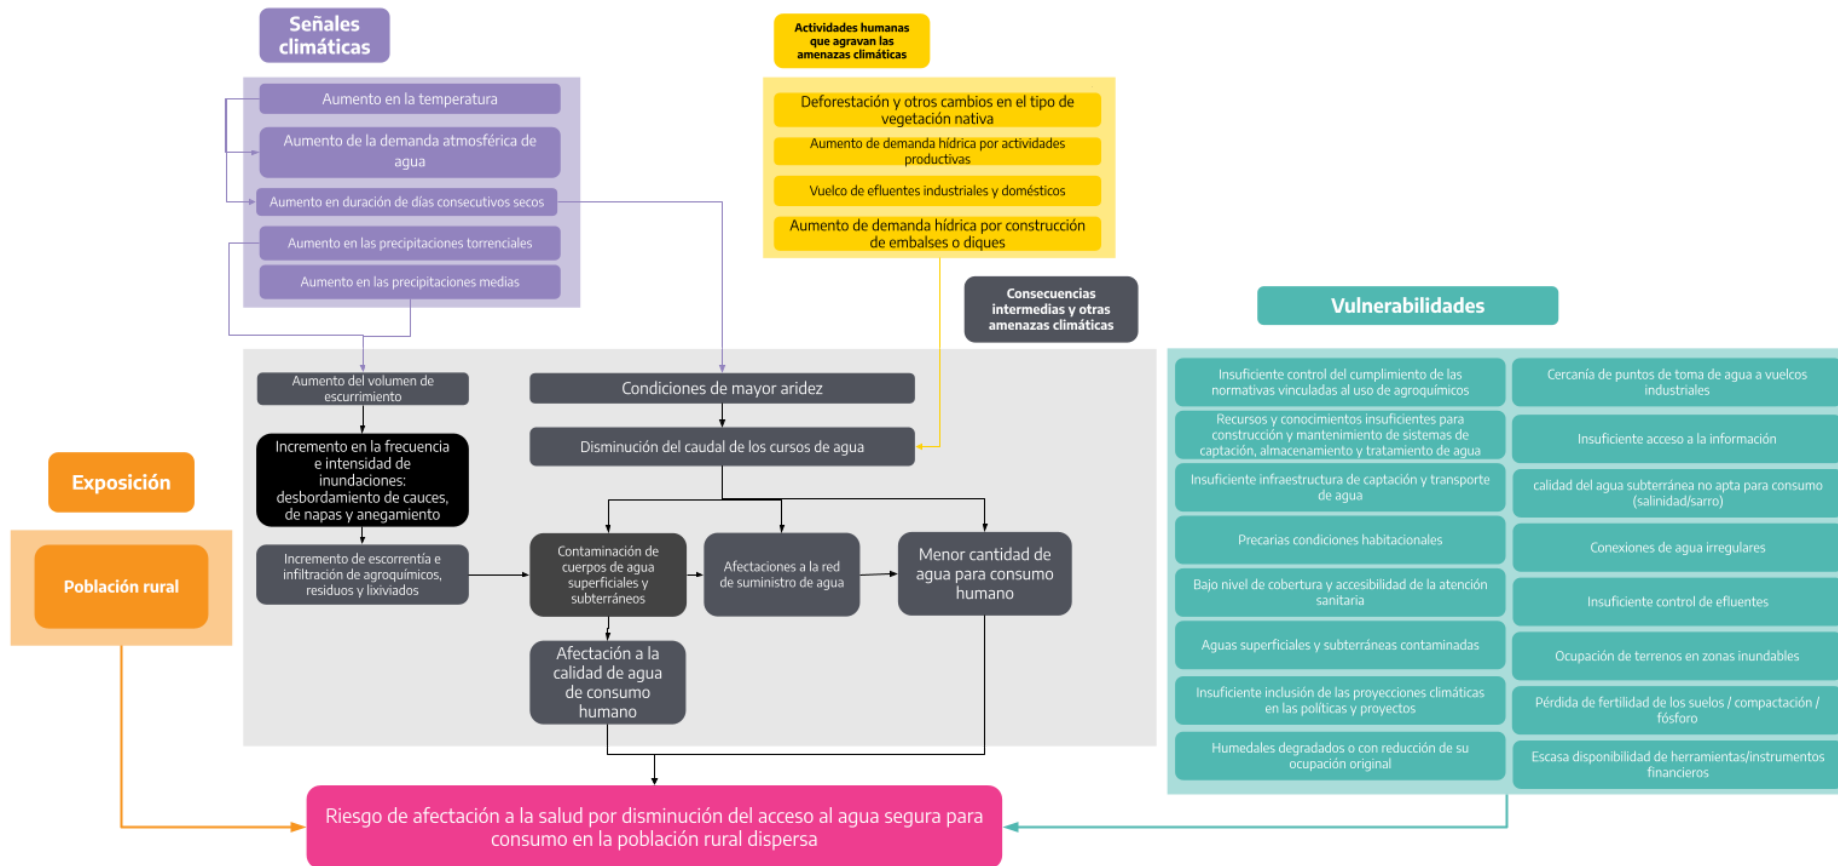 Señales
climáticas
Aumento en la temperatura
Aumento de la demanda atmosférica de
agua
Aumento en duración de días consecutivos secos
Aumento en las precipitaciones torrenciales
Aumento en las precipitaciones medias
Actividades humanas
que agravan las
amenazas climáticas
Deforestación y otros cambios en el tipo de
vegetación nativa
Aumento de demanda hídrica por actividades
productivas
Vuelco de efluentes industriales y domésticos
Aumento de demanda hídrica por construcción
de embalses o diques
Consecuencias
intermedias y otras
amenazas climáticas
Aumento del volumen de
escurrimiento
Incremento en la frecuencia
e intensidad de
inundaciones:
desbordamiento de cauces,
de napas y anegamiento
Incremento de escorrentía e
infiltración de agroquímicos,
residuos y lixiviados
Condiciones de mayor aridez
Disminución del caudal de los cursos de agua
Contaminación de
cuerpos de agua
superficiales y
subterráneos
Afectaciones a la red
de suministro de agua
Menor cantidad de
agua para consumo
humano
Afectación a la
calidad de agua
de consumo
humano
Exposición
Población rural
Vulnerabilidades
Insuficiente control del cumplimiento de las
normativas vinculadas al uso de agroquímicos
Recursos y conocimientos insuficientes para
construcción y mantenimiento de sistemas de
captación, almacenamiento y tratamiento de agua
Insuficiente infraestructura de captación y transporte
de agua
Precarias condiciones habitacionales
Bajo nivel de cobertura y accesibilidad de la atención
sanitaria
Aguas superficiales y subterráneas contaminadas
Insuficiente inclusión de las proyecciones climáticas
en las políticas y proyectos
Humedales degradados o con reducción de su
ocupación original
Cercanía de puntos de toma de agua a vuelcos
industriales
Insuficiente acceso a la información
calidad del agua subterránea no apta para consumo
(salinidad/sarro)
Conexiones de agua irregulares
Insuficiente control de efluentes
Ocupación de terrenos en zonas inundables
Pérdida de fertilidad de los suelos / compactación /
fósforo
Escasa disponibilidad de herramientas/instrumentos
financieros
Riesgo de afectación a la salud por disminución del acceso al agua segura para
consumo en la población rural dispersa